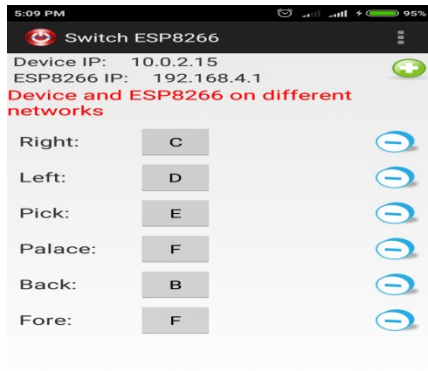 5:09 PM 95%
Switch ESP8266
Device IP: 10.0.2.15
ESP8266 IP: 192.168.4.1
Device and ESP8266 on different
networks
Right: C
Left: D
Pick: E
Palace: F
Back: B
Fore: F